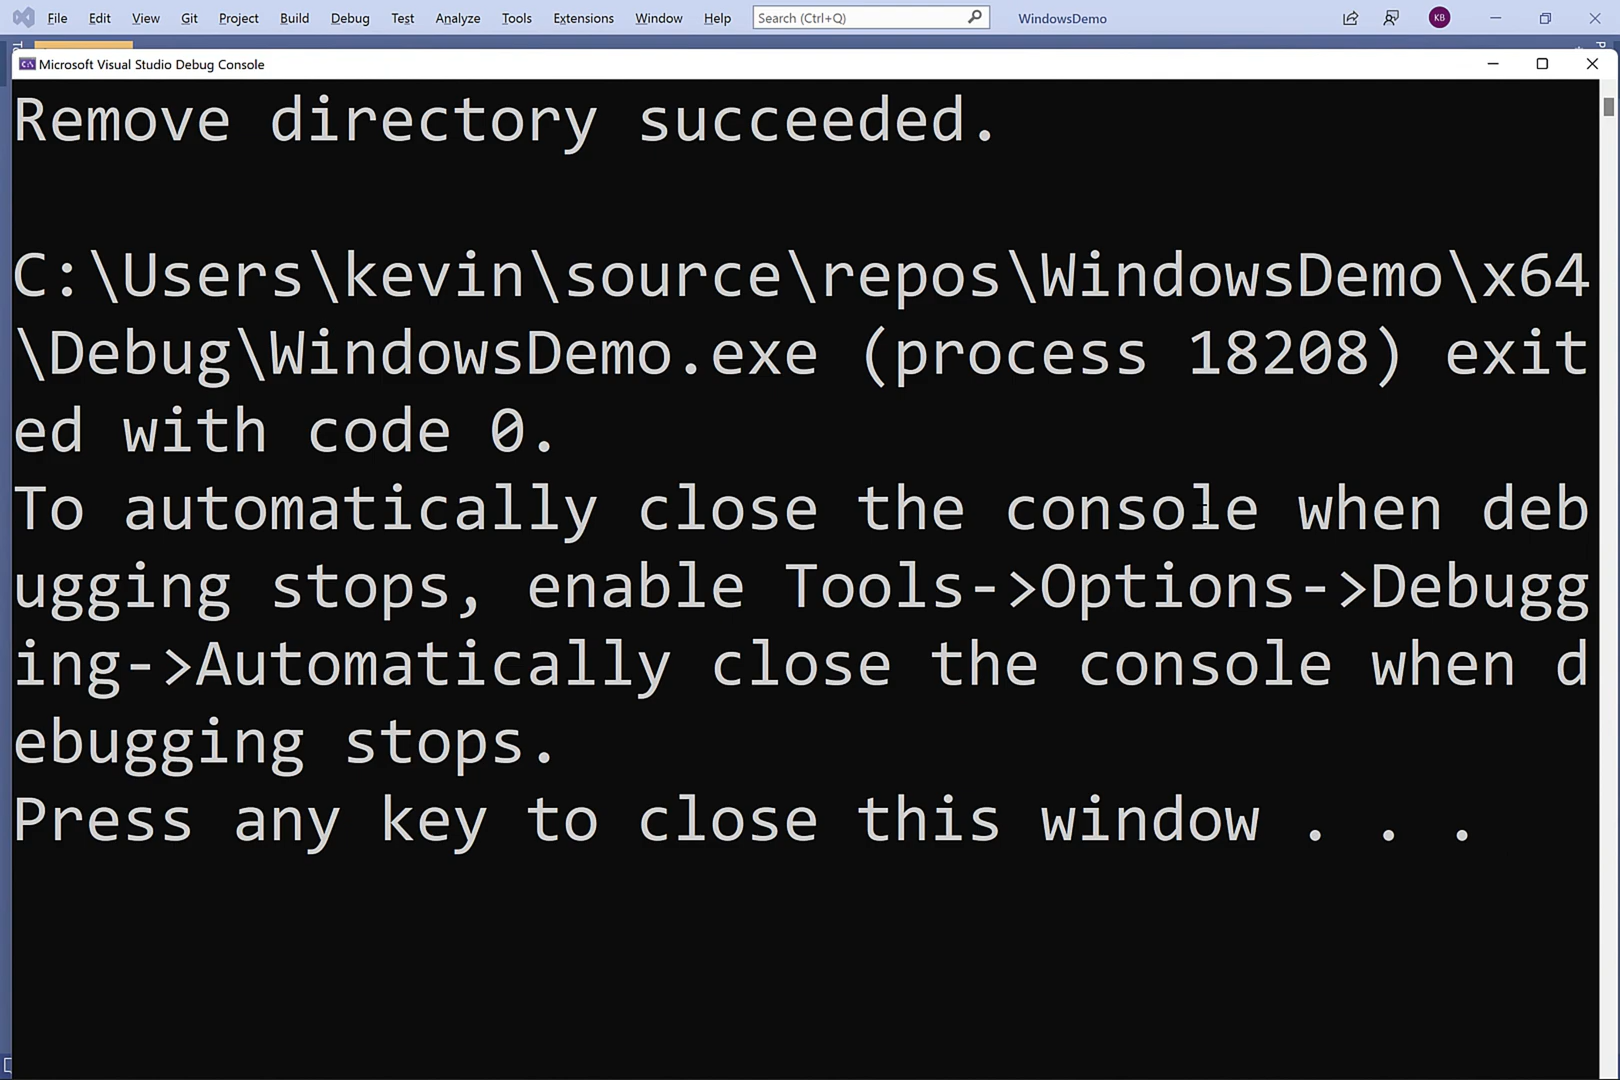 File Edit View Git Project Build Debug Test Analyze Tools Extensions Window Help Search (Ctrl+Q) WindowsDemo KB
Microsoft Visual Studio Debug Console
Remove directory succeeded.
C:\Users\kevin\source\repos\WindowsDemo\x64
\Debug\WindowsDemo.exe (process 18208) exit
ed with code 0.
To automatically close the console when deb
ugging stops, enable Tools->Options->Debugg
ing->Automatically close the console when d
ebugging stops.
Press any key to close this window . . .